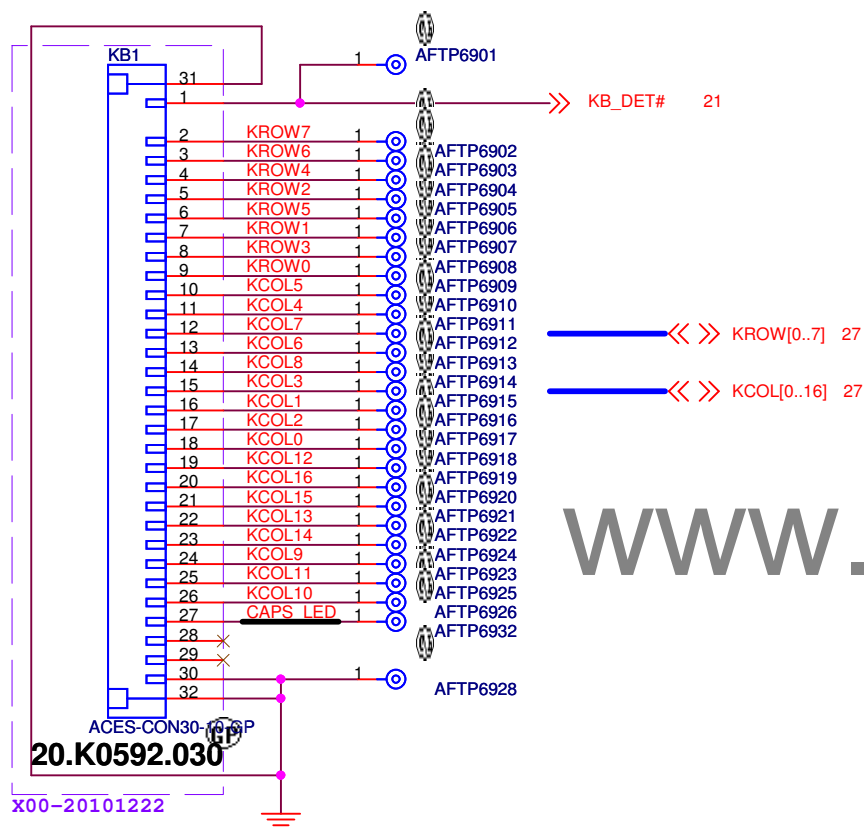 KB1
31
1 AFTP6901
1 KB_DET# 21
2 KROW7 1 AFTP6902
3 KROW6 1 AFTP6903
4 KROW4 1 AFTP6904
5 KROW2 1 AFTP6905
6 KROW5 1 AFTP6906
7 KROW1 1 AFTP6907
8 KROW3 1 AFTP6908
9 KROW0 1 AFTP6909
10 KCOL5 1 AFTP6910
11 KCOL4 1 AFTP6911
12 KCOL7 1 AFTP6912
KROW[0..7] 27
13 KCOL6 1 AFTP6913
14 KCOL8 1 AFTP6914
15 KCOL3 1 AFTP6915
KCOL[0..16] 27
16 KCOL1 1 AFTP6916
17 KCOL2 1 AFTP6917
18 KCOL0 1 AFTP6918
19 KCOL12 1 AFTP6919
20 KCOL16 1 AFTP6920
21 KCOL15 1 AFTP6921
22 KCOL13 1 AFTP6922
23 KCOL14 1 AFTP6924
24 KCOL9 1 AFTP6923
25 KCOL11 1 AFTP6925
26 KCOL10 1 AFTP6926
27 CAPS_LED 1 AFTP6932
28
29
30 1 AFTP6928
32
ACES-CON30-10-GP
GP
20.K0592.030
X00-20101222
www.